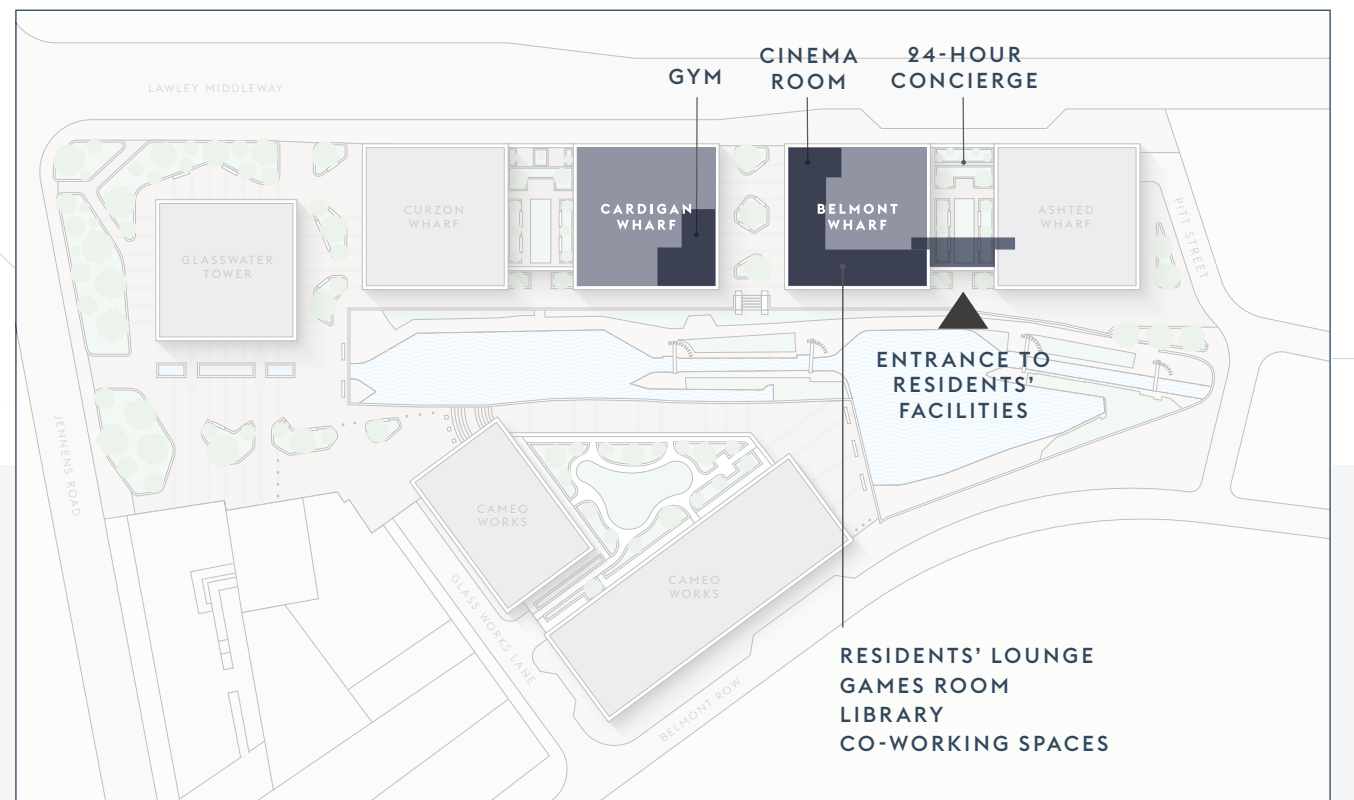 CINEMA
ROOM
24-HOUR
CONCIERGE
GYM
LAWLEY MIDDLEWAY
CURZON
WHARF
CARDIGAN
WHARF
BELMONT
WHARF
ASHTED
WHARF
PITT STREET
GLASSWATER
TOWER
ENTRANCE TO
RESIDENTS’
FACILITIES
JENNENS ROAD
CAMEO
WORKS
CAMEO
WORKS
GLASS WORKS LANE
BELMONT ROW
RESIDENTS’ LOUNGE
GAMES ROOM
LIBRARY
CO-WORKING SPACES